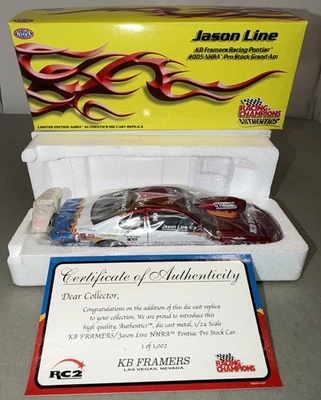 NHRA
Jason Line
KB Framers Racing Pontiac
2005 NHRA® Pro Stock Grand Am
LIMITED EDITION NHRA® AUTHENTICS DIE CAST REPLICA
RACING
CHAMPIONS
AUTHENTICS
Jason Line
Certificate of Authenticity
Dear Collector,
Congratulations on the addition of this die cast replica
to your collection. We are proud to introduce this
high quality, Authentics™, die cast metal, 1/24 Scale
KB FRAMERS/Jason Line NHRA™ Pontiac Pro Stock Car.
1 of 1,002
RC2
KB FRAMERS
LAS VEGAS, NEVADA
RACING
CHAMPIONS